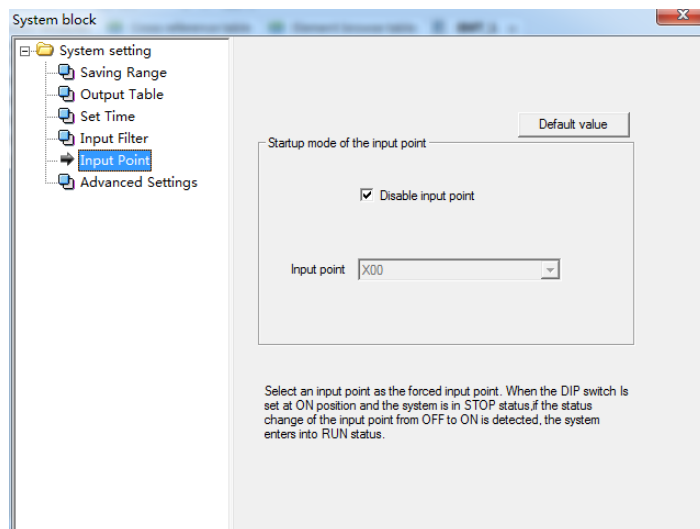 System block
System setting
Saving Range
Output Table
Set Time
Input Filter
Input Point
Advanced Settings
Default value
Startup mode of the input point
Disable input point
Input point X00
Select an input point as the forced input point. When the DIP switch Is
set at ON position and the system is in STOP status,if the status
change of the input point from OFF to ON is detected, the system
enters into RUN status.